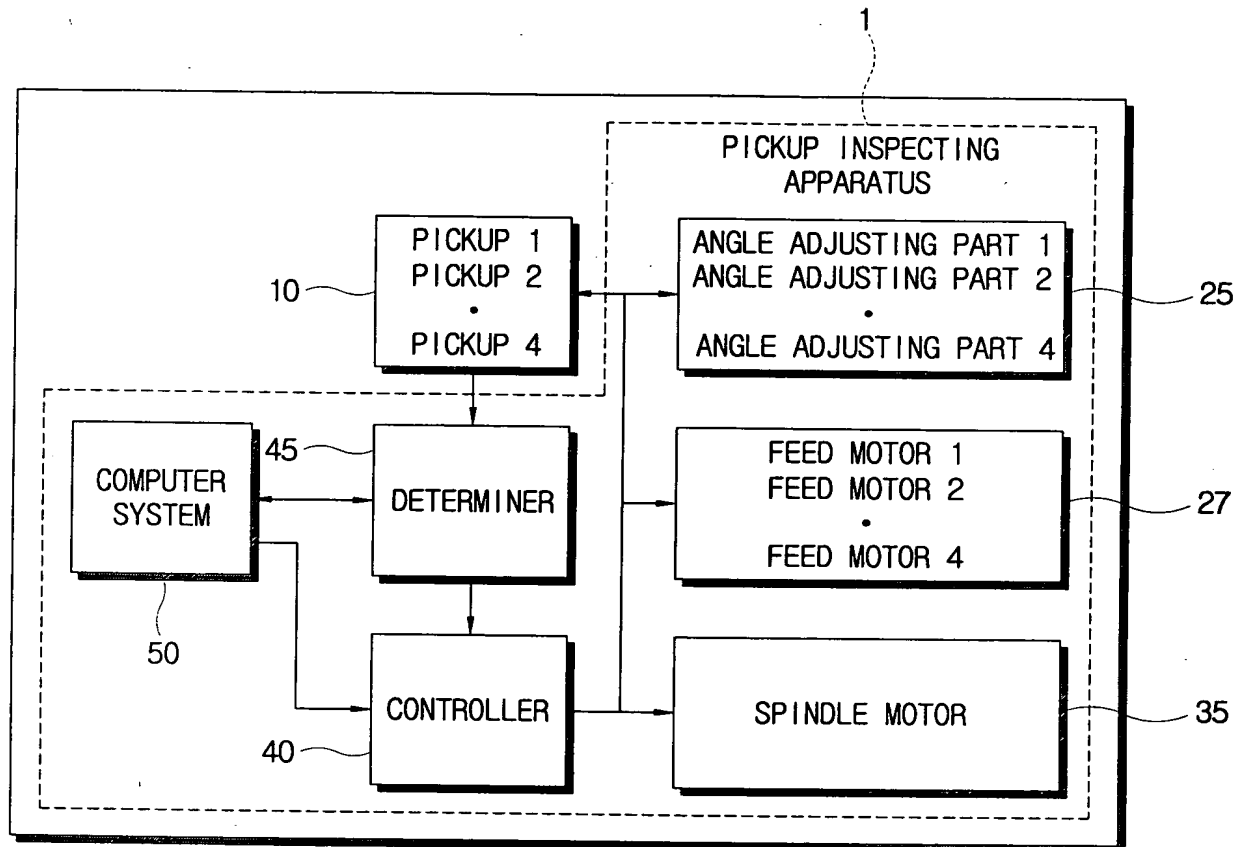 1
PICKUP INSPECTING
APPARATUS
PICKUP 1
PICKUP 2
•
PICKUP 4
10
ANGLE ADJUSTING PART 1
ANGLE ADJUSTING PART 2
•
ANGLE ADJUSTING PART 4
25
COMPUTER
SYSTEM
50
45
DETERMINER
FEED MOTOR 1
FEED MOTOR 2
•
FEED MOTOR 4
27
CONTROLLER
40
SPINDLE MOTOR
35